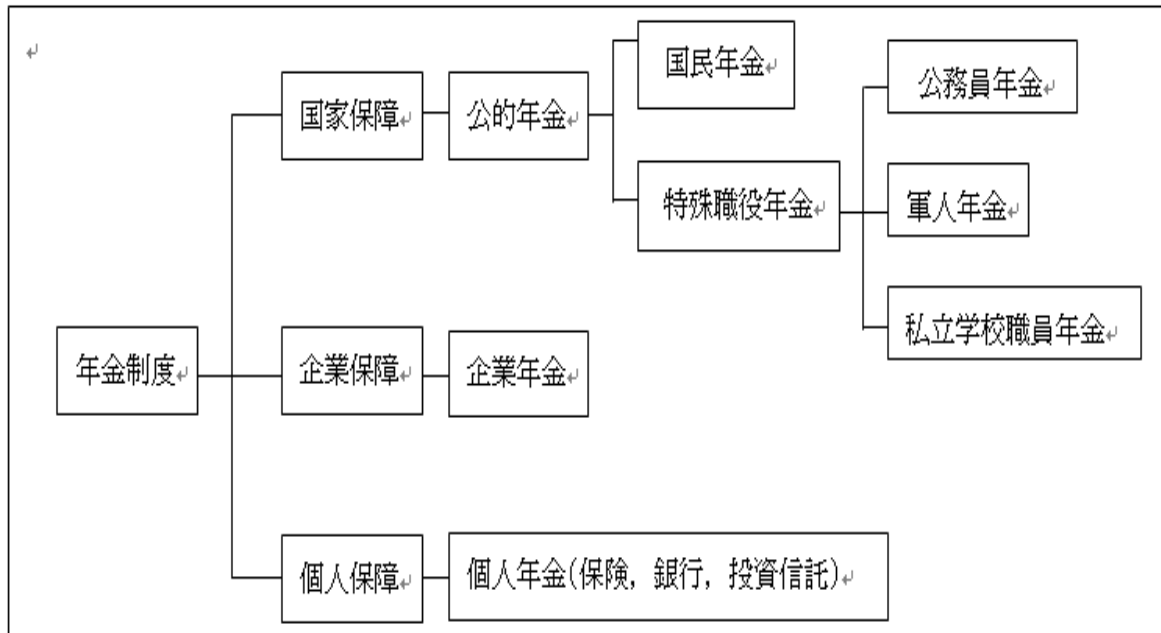 国民年金
公務員年金
国家保障
公的年金
特殊職役年金
軍人年金
私立学校職員年金
年金制度
企業保障
企業年金
個人保障
個人年金(保険, 銀行, 投資信託)